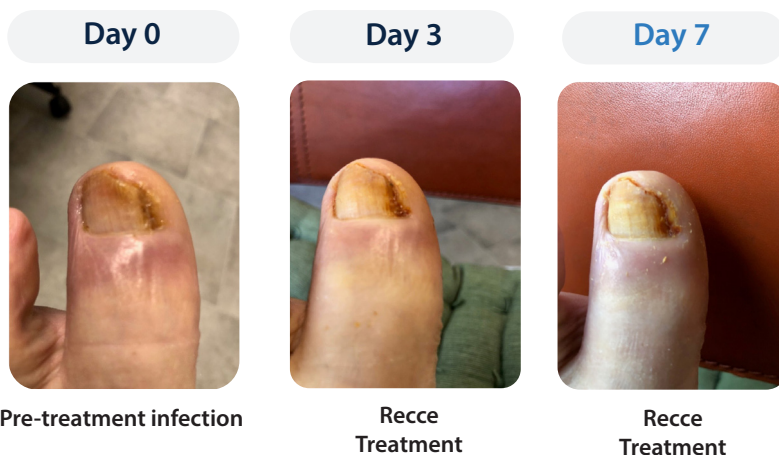 Day 0
Day 3
Day 7
Pre-treatment infection
Recce
Treatment
Recce
Treatment